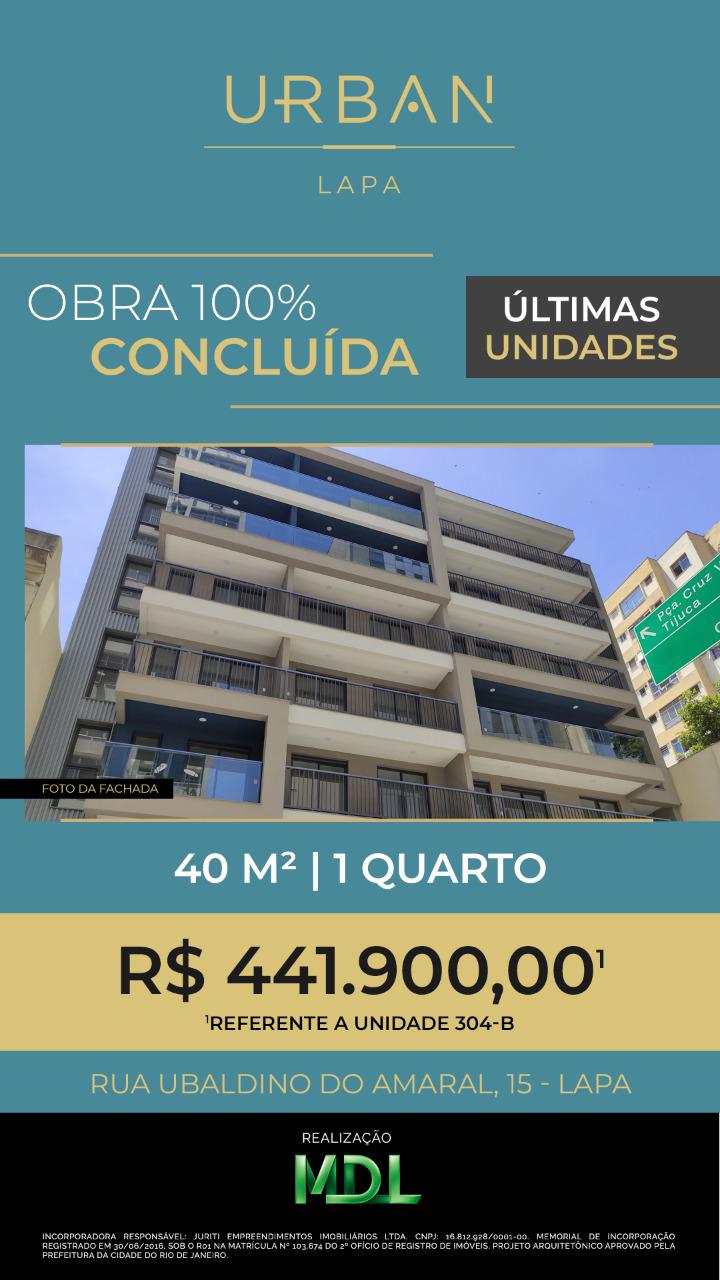 URBAN
LAPA
OBRA 100%
CONCLUÍDA
ÚLTIMAS
UNIDADES
Pça. Cruz V
Tijuca
FOTO DA FACHADA
40 M² | 1 QUARTO
R$ 441.900,00¹
¹REFERENTE A UNIDADE 304-B
RUA UBALDINO DO AMARAL, 15 - LAPA
REALIZAÇÃO
MDL
INCORPORADORA RESPONSÁVEL: JURITI EMPREENDIMENTOS IMOBILIÁRIOS LTDA. CNPJ: 16.812.928/0001-00. MEMORIAL DE INCORPORAÇÃO
REGISTRADO EM 30/06/2016, SOB O R01 NA MATRÍCULA Nº 103.674 DO 2º OFÍCIO DE REGISTRO DE IMÓVEIS. PROJETO ARQUITETÔNICO APROVADO PELA
PREFEITURA DA CIDADE DO RIO DE JANEIRO.